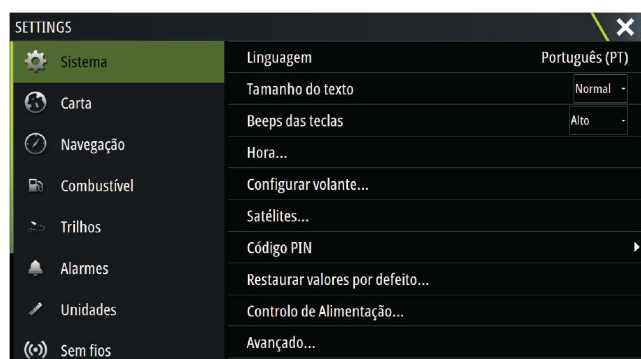 SETTINGS
Sistema
Carta
Navegação
Combustível
Trilhos
Alarmes
Unidades
Sem fios
Linguagem Português (PT)
Tamanho do texto Normal
Beeps das teclas Alto
Hora...
Configurar volante...
Satélites...
Código PIN
Restaurar valores por defeito...
Controlo de Alimentação...
Avançado...